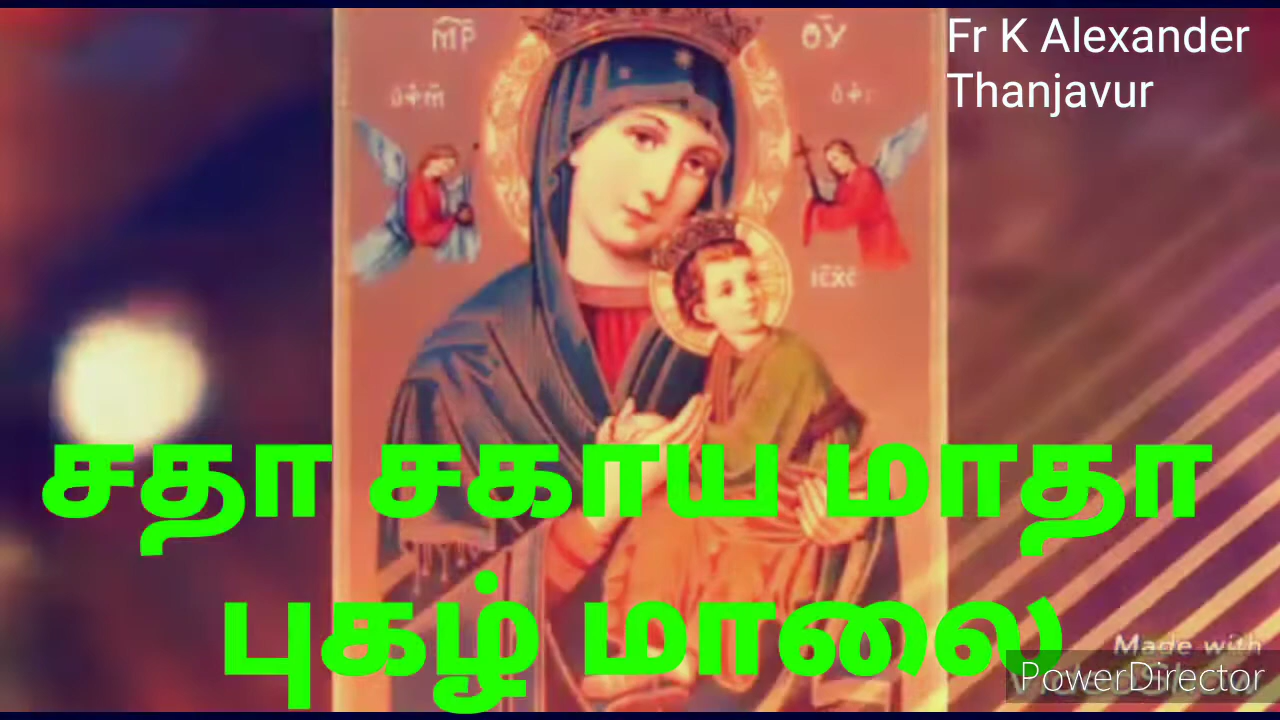 Fr K Alexander
Thanjavur
சதா சகாய மாதா
புகழ் மாலை
Made with
PowerDirector